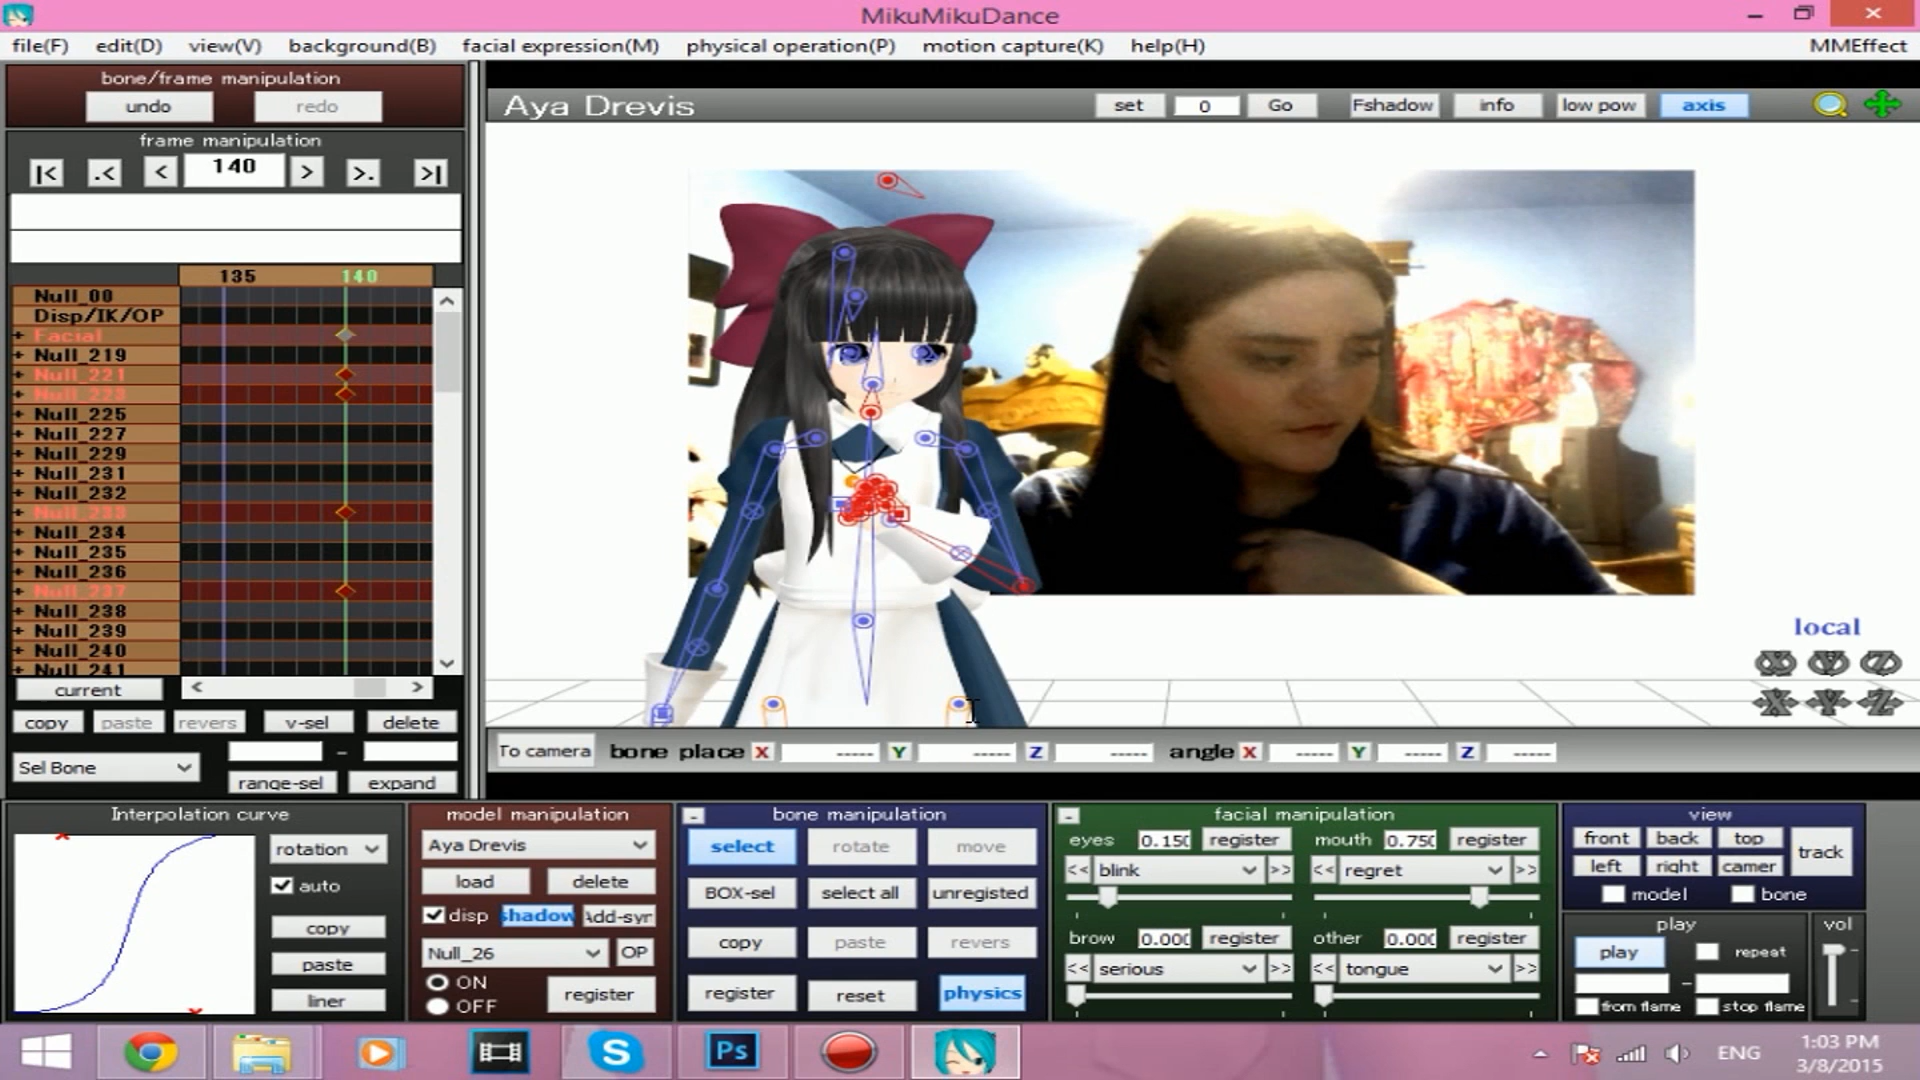 MikuMikuDance
file(F) edit(D) view(V) background(B) facial expression(M) physical operation(P) motion capture(K) help(H) MMEffect
bone/frame manipulation
undo redo
frame manipulation
|< .< < 140 > >. >|
135 140
Null_00
Disp/IK/OP
+ Facial
+ Null_219
+ Null_221
+ Null_223
+ Null_225
+ Null_227
+ Null_229
+ Null_231
+ Null_232
+ Null_233
+ Null_234
+ Null_235
+ Null_236
+ Null_237
+ Null_238
+ Null_239
+ Null_240
+ Null_241
current
copy paste revers v-sel delete
Sel Bone -
range-sel expand
Aya Drevis set 0 Go Fshadow info low pow axis
local
X Y Z
X Y Z
To camera bone place X ----- Y ----- Z ----- angle X ----- Y ----- Z -----
Interpolation curve
rotation
auto
copy
paste
liner
model manipulation
Aya Drevis
load delete
disp shadow Add-syn
Null_26 OP
ON
OFF
register
- bone manipulation
select rotate move
BOX-sel select all unregisted
copy paste revers
register reset physics
- facial manipulation
eyes 0.150 register mouth 0.750 register
<< blink >> << regret >>
brow 0.000 register other 0.000 register
<< serious >> << tongue >>
view
front back top
left right camer
track
model bone
play
play repeat
-
from flame stop flame
vol
Ps
ENG
1:03 PM
3/8/2015